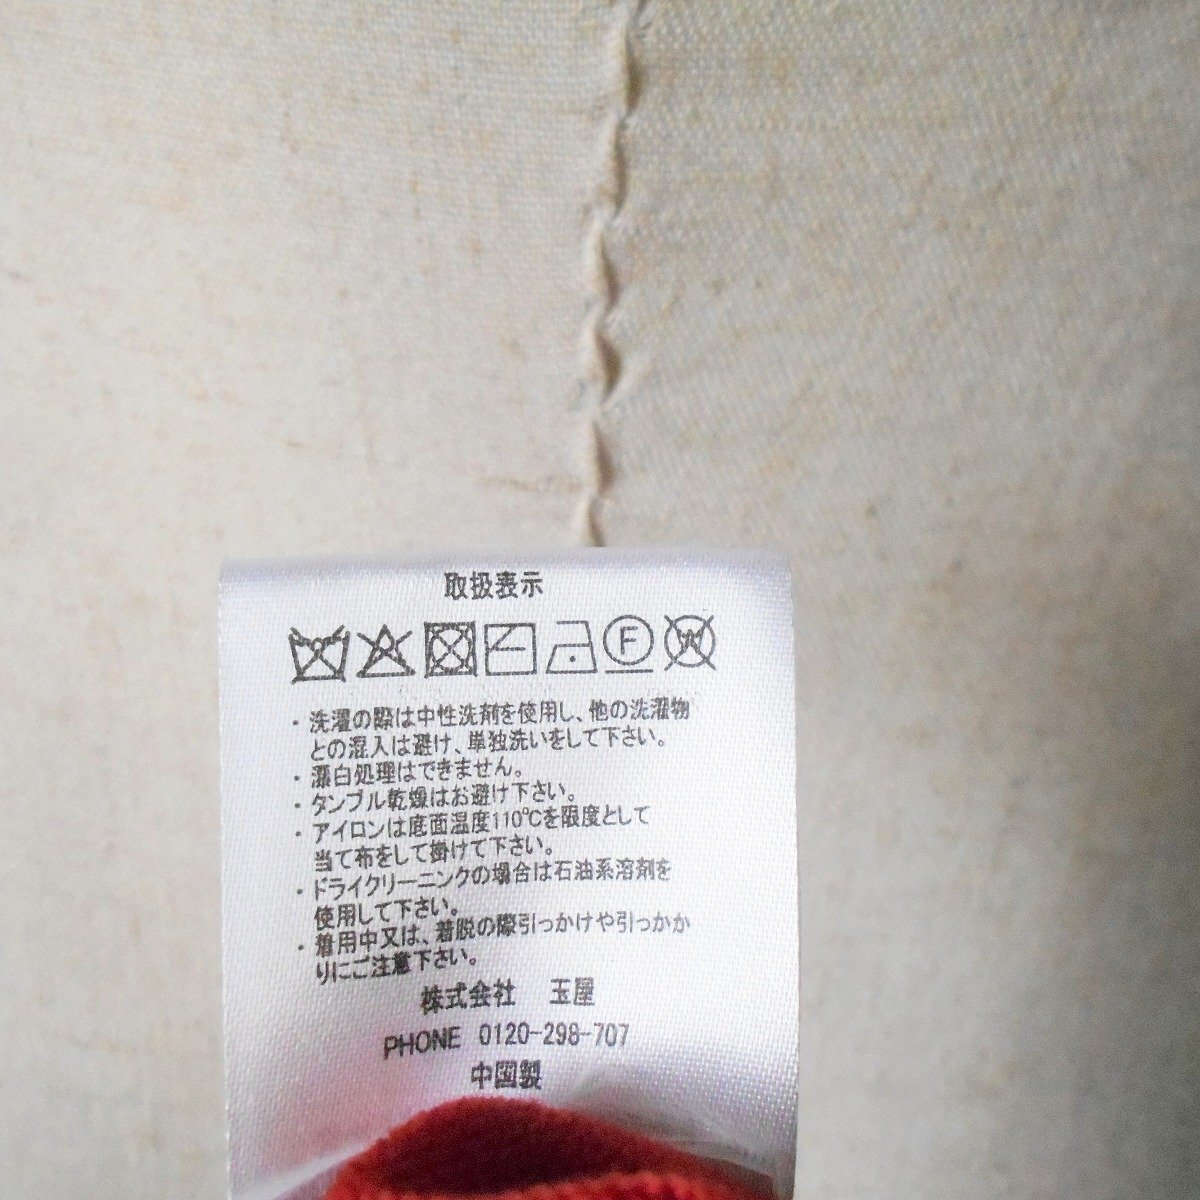 取扱表示
F W
・洗濯の際は中性洗剤を使用し、他の洗濯物
との混入は避け、単独洗いをして下さい。
・漂白処理はできません。
・タンブル乾燥はお避け下さい。
・アイロンは底面温度110℃を限度として
当て布をして掛けて下さい。
・ドライクリーニングの場合は石油系溶剤を
使用して下さい。
・着用中又は、着脱の際引っかけや引っかか
りにご注意下さい。
株式会社　玉屋
PHONE 0120-298-707
中国製